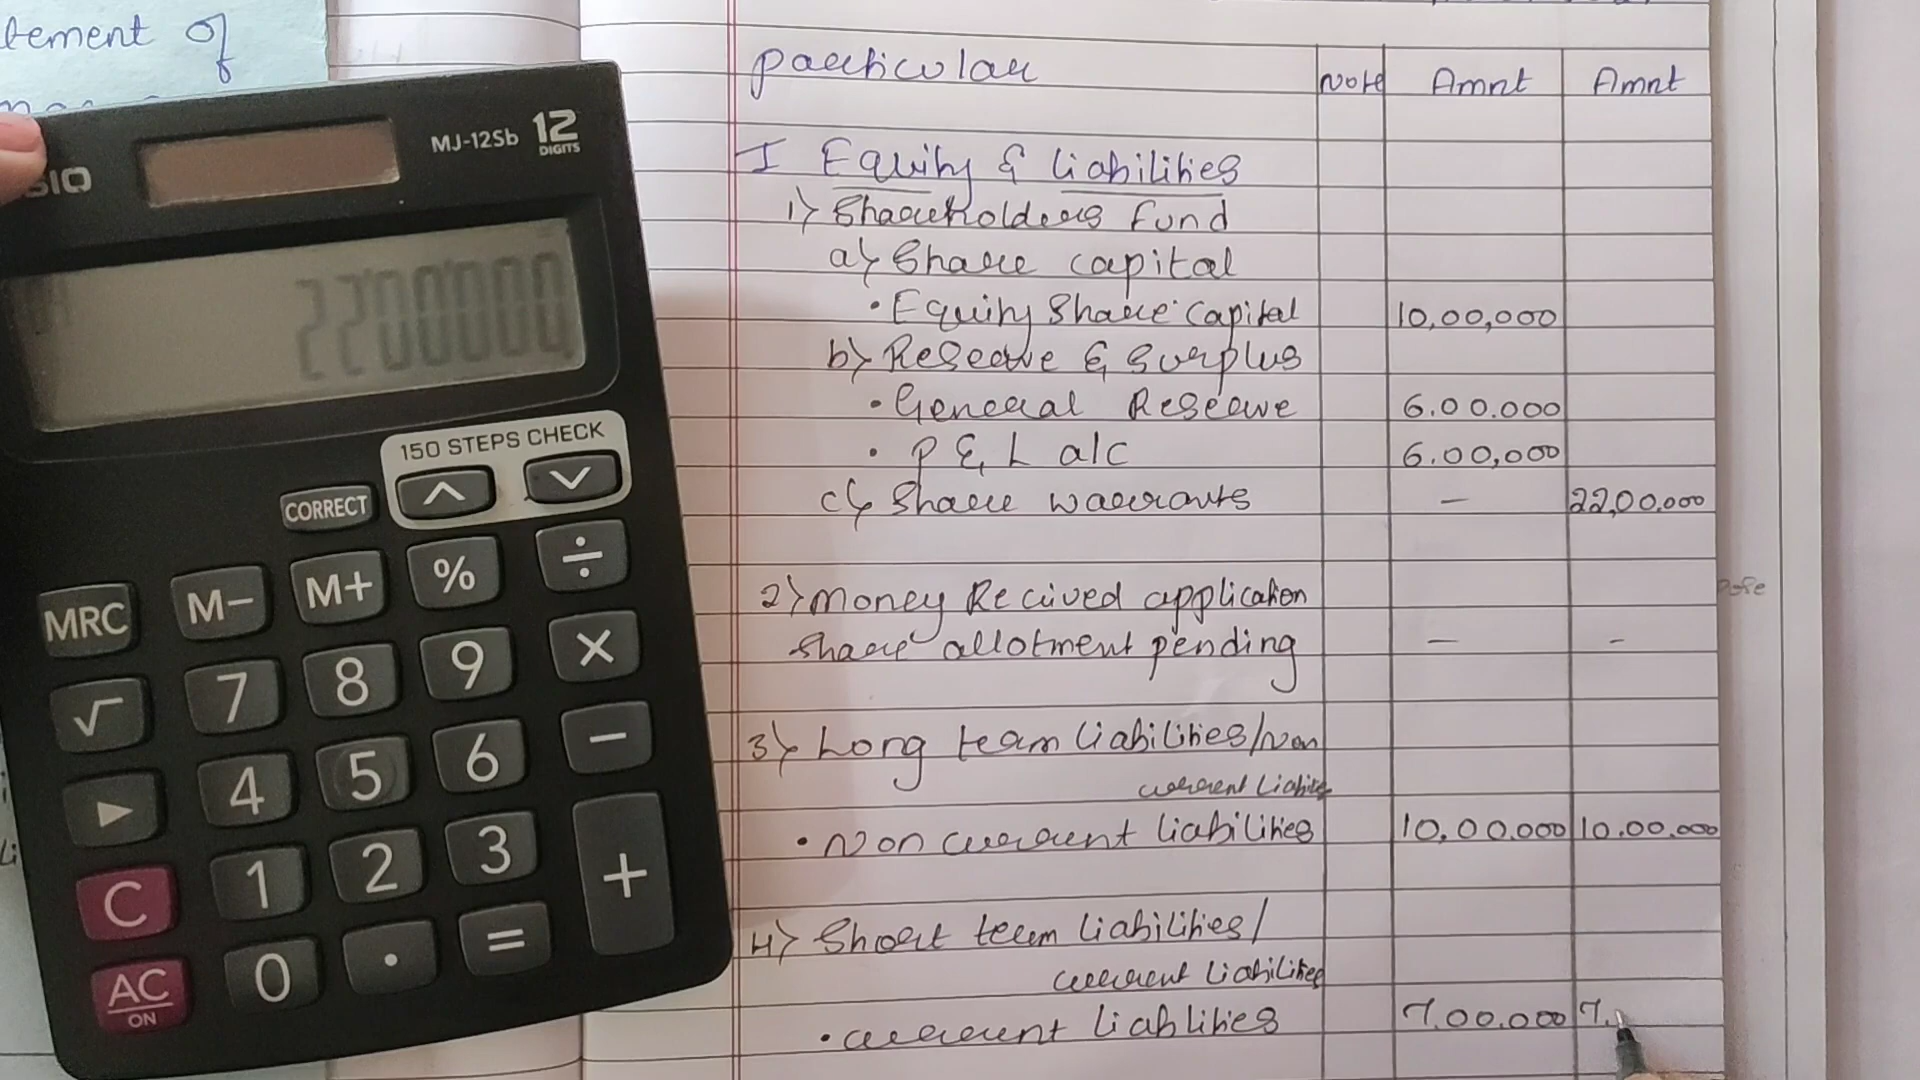 tement of
SIO
MJ-12Sb 12
DIGITS
2200000.
150 STEPS CHECK
CORRECT
MRC M- M+ % ÷
√ 7 8 9 ×
4 5 6 −
C 1 2 3 +
AC
ON
0 . =
particular Note Amnt Amnt
I Equity & Liabilities
1) Shareholders Fund
a) Share capital
• Equity Share Capital 10,00,000
b) Reserve & Surplus
• General Reserve 6.00.000
• P & L a/c 6.00,000
c) Share warrants — 22,00.000
2) Money Recived application
share allotment pending — -
3) Long team Liabilities/Non
current Liabilities
• Non current liabilities 10,00.000 10.00.000
4) Short term Liabilities/
current Liabilities
• current Liablities 7.00.000 7.